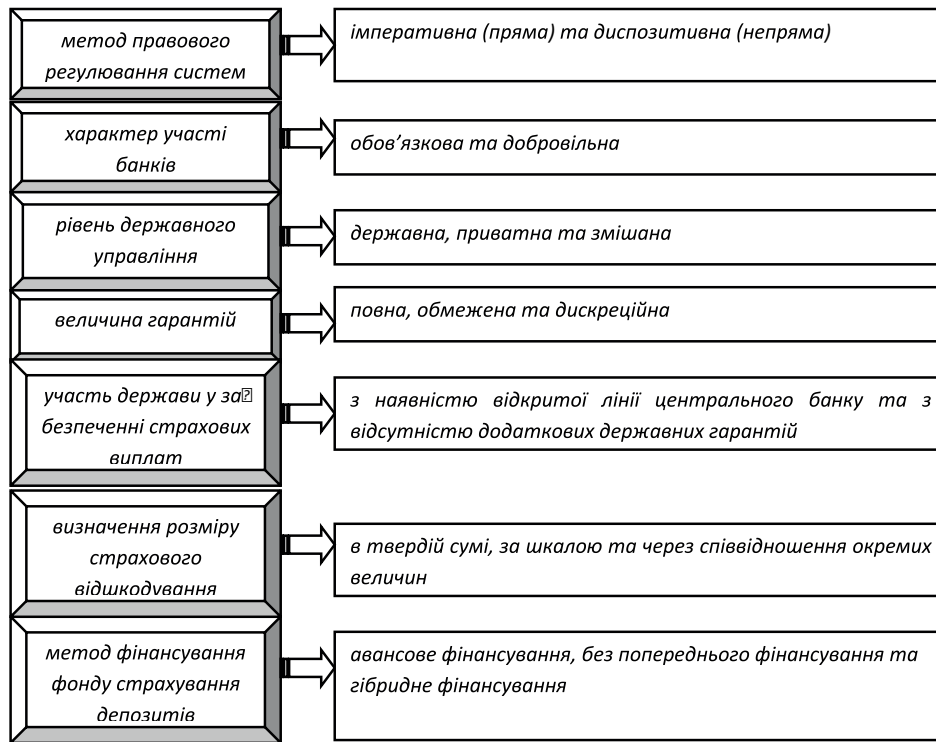 метод правового
регулювання систем
імперативна (пряма) та диспозитивна (непряма)
характер участі
банків
обов’язкова та добровільна
рівень державного
управління
державна, приватна та змішана
величина гарантій
повна, обмежена та дискреційна
участь держави у за
безпеченні страхових
виплат
з наявністю відкритої лінії центрального банку та з
відсутністю додаткових державних гарантій
визначення розміру
страхового
відшкодування
в твердій сумі, за шкалою та через співвідношення окремих
величин
метод фінансування
фонду страхування
депозитів
авансове фінансування, без попереднього фінансування та
гібридне фінансування